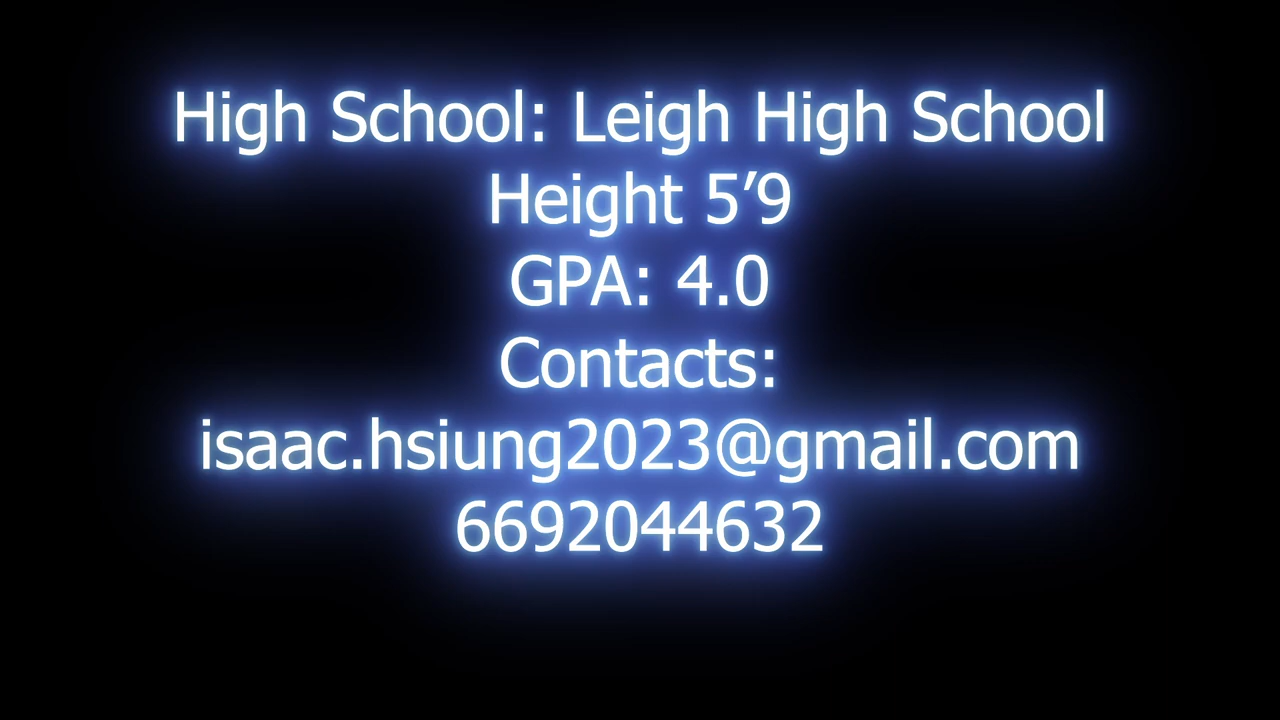 High School: Leigh High School
Height 5’9
GPA: 4.0
Contacts:
isaac.hsiung2023@gmail.com
6692044632